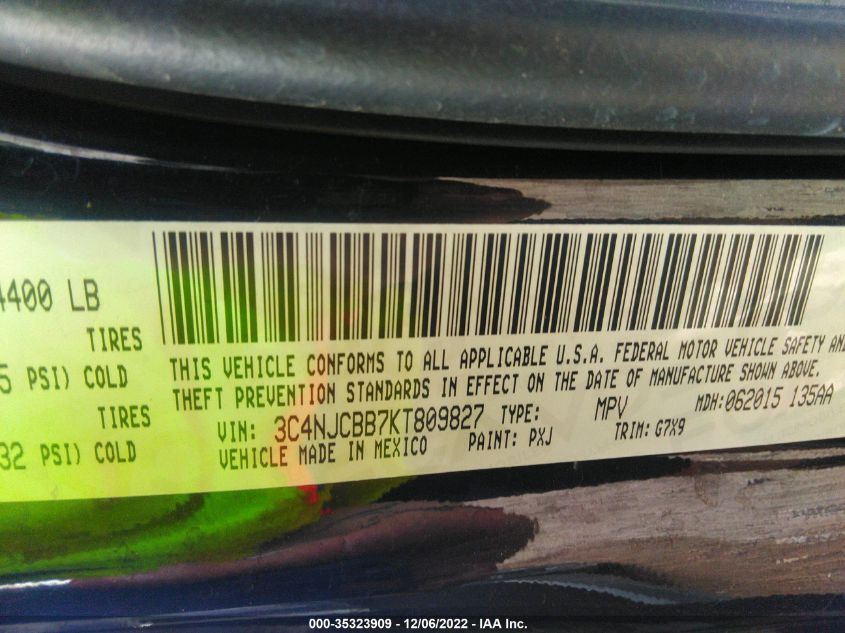 4400 LB
TIRES
5 PSI) COLD
TIRES
32 PSI) COLD
THIS VEHICLE CONFORMS TO ALL APPLICABLE U.S.A. FEDERAL MOTOR VEHICLE SAFETY AND
THEFT PREVENTION STANDARDS IN EFFECT ON THE DATE OF MANUFACTURE SHOWN ABOVE.
VIN: 3C4NJCBB7KT809827 TYPE: MPV MDH:062015 135AA
VEHICLE MADE IN MEXICO PAINT: PXJ TRIM: G7X9
000-35323909 - 12/06/2022 - IAA Inc.